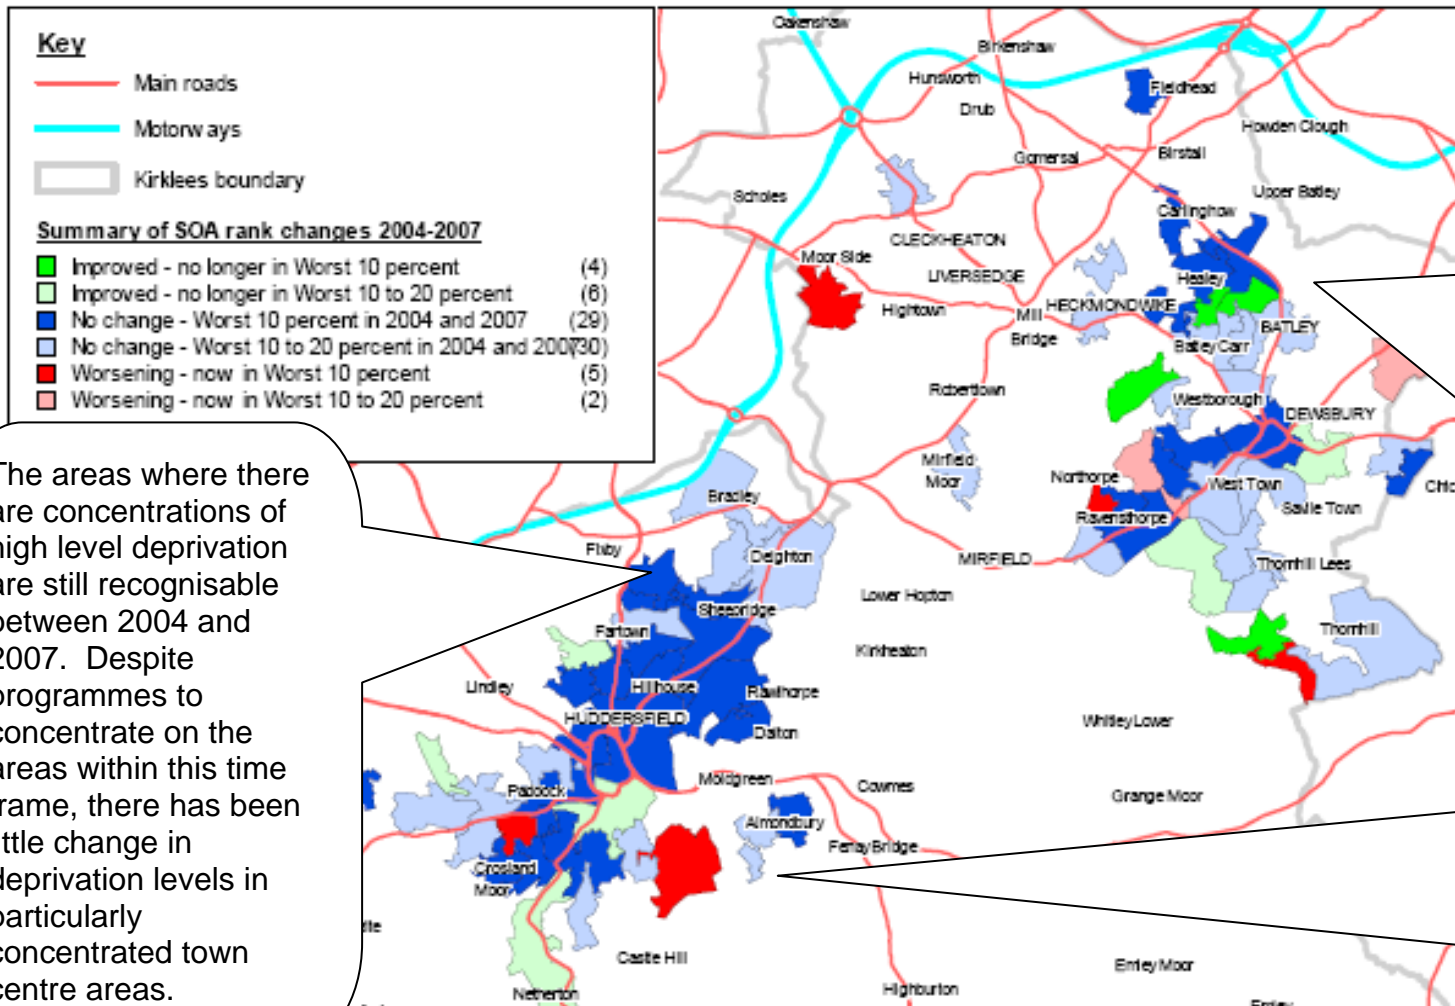 Key
Main roads
Motorways
Kirklees boundary
Summary of SOA rank changes 2004-2007
Improved - no longer in Worst 10 percent (4)
Improved - no longer in Worst 10 to 20 percent (6)
No change - Worst 10 percent in 2004 and 2007 (29)
No change - Worst 10 to 20 percent in 2004 and 2007(30)
Worsening - now in Worst 10 percent (5)
Worsening - now in Worst 10 to 20 percent (2)
The areas where there
are concentrations of
high level deprivation
are still recognisable
between 2004 and
2007. Despite
programmes to
concentrate on the
areas within this time
frame, there has been
little change in
deprivation levels in
particularly
concentrated town
centre areas.
Oakenshaw
Birkenshaw
Hunsworth
Fieldhead
Drub
Howden Clough
Gomersal
Birstall
Scholes
Upper Batley
Carlinghow
CLECKHEATON
Moor Side
LIVERSEDGE
Healey
Hightown
Mill
Bridge
HECKMONDWIKE
BATLEY
Batley Carr
Roberttown
Westborough
DEWSBURY
Mirfield
Moor
Northorpe
West Town
Bradley
Savile Town
Ravensthorpe
Fixby
Deighton
MIRFIELD
Thornhill Lees
Lower Hopton
Sheepridge
Fartown
Thornhill
Kirkheaton
Lindley
Hillhouse
Rawthorpe
HUDDERSFIELD
Dalton
Whitley Lower
Moldgreen
Cowmes
Paddock
Grange Moor
Almondbury
Fenay Bridge
Crosland
Moor
Castle Hill
Emley Moor
Netherton
Highburton
Emley